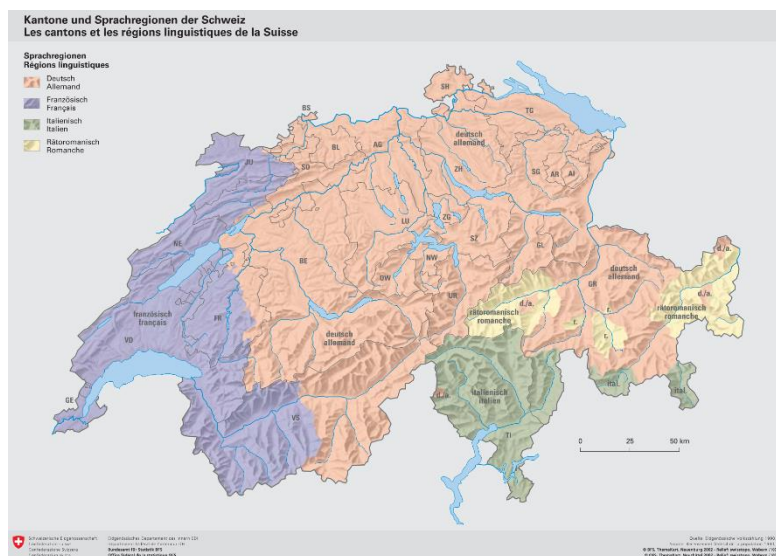 Kantone und Sprachregionen der Schweiz
Les cantons et les régions linguistiques de la Suisse
Sprachregionen
Régions linguistiques
Deutsch
Allemand
Französisch
Français
Italienisch
Italien
Rätoromanisch
Romanche
SH
BS
TG
BL
AG
deutsch
allemand
JU
SO
ZH
SG
AR
AI
LU
ZG
NE
SZ
BE
NW
GL
OW
d./a.
deutsch
allemand
französisch
français
FR
UR
d./a.
GR
d./a.
rätoromanisch
romanche
r.
rätoromanisch
romanche
r.
VD
deutsch
allemand
GE
VS
italienisch
italien
ital.
ital.
TI
0 25 50 km